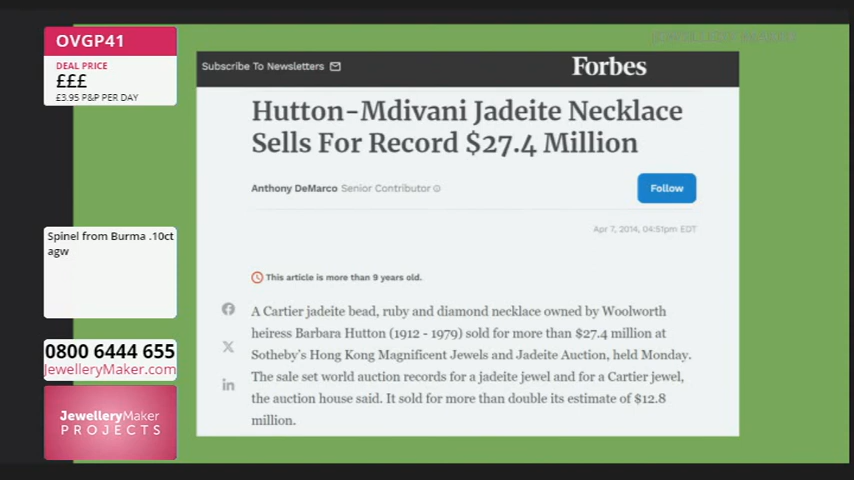 OVGP41
DEAL PRICE
£££
£3.95 P&P PER DAY
Spinel from Burma .10ct
agw
0800 6444 655
JewelleryMaker.com
JewelleryMaker
PROJECTS
Subscribe To Newsletters
Forbes
Hutton-Mdivani Jadeite Necklace
Sells For Record $27.4 Million
Anthony DeMarco Senior Contributor
Follow
Apr 7, 2014, 04:51pm EDT
This article is more than 9 years old.
A Cartier jadeite bead, ruby and diamond necklace owned by Woolworth
heiress Barbara Hutton (1912 - 1979) sold for more than $27.4 million at
Sotheby's Hong Kong Magnificent Jewels and Jadeite Auction, held Monday.
The sale set world auction records for a jadeite jewel and for a Cartier jewel,
the auction house said. It sold for more than double its estimate of $12.8
million.